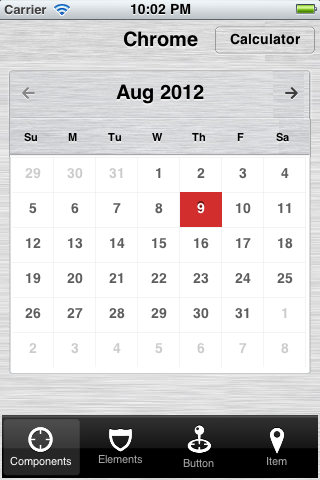 Carrier 10:02 PM
Chrome Calculator
← Aug 2012 →
Su M Tu W Th F Sa
29 30 31 1 2 3 4
5 6 7 8 9 10 11
12 13 14 15 16 17 18
19 20 21 22 23 24 25
26 27 28 29 30 31 1
2 3 4 5 6 7 8
Components Elements Button Item